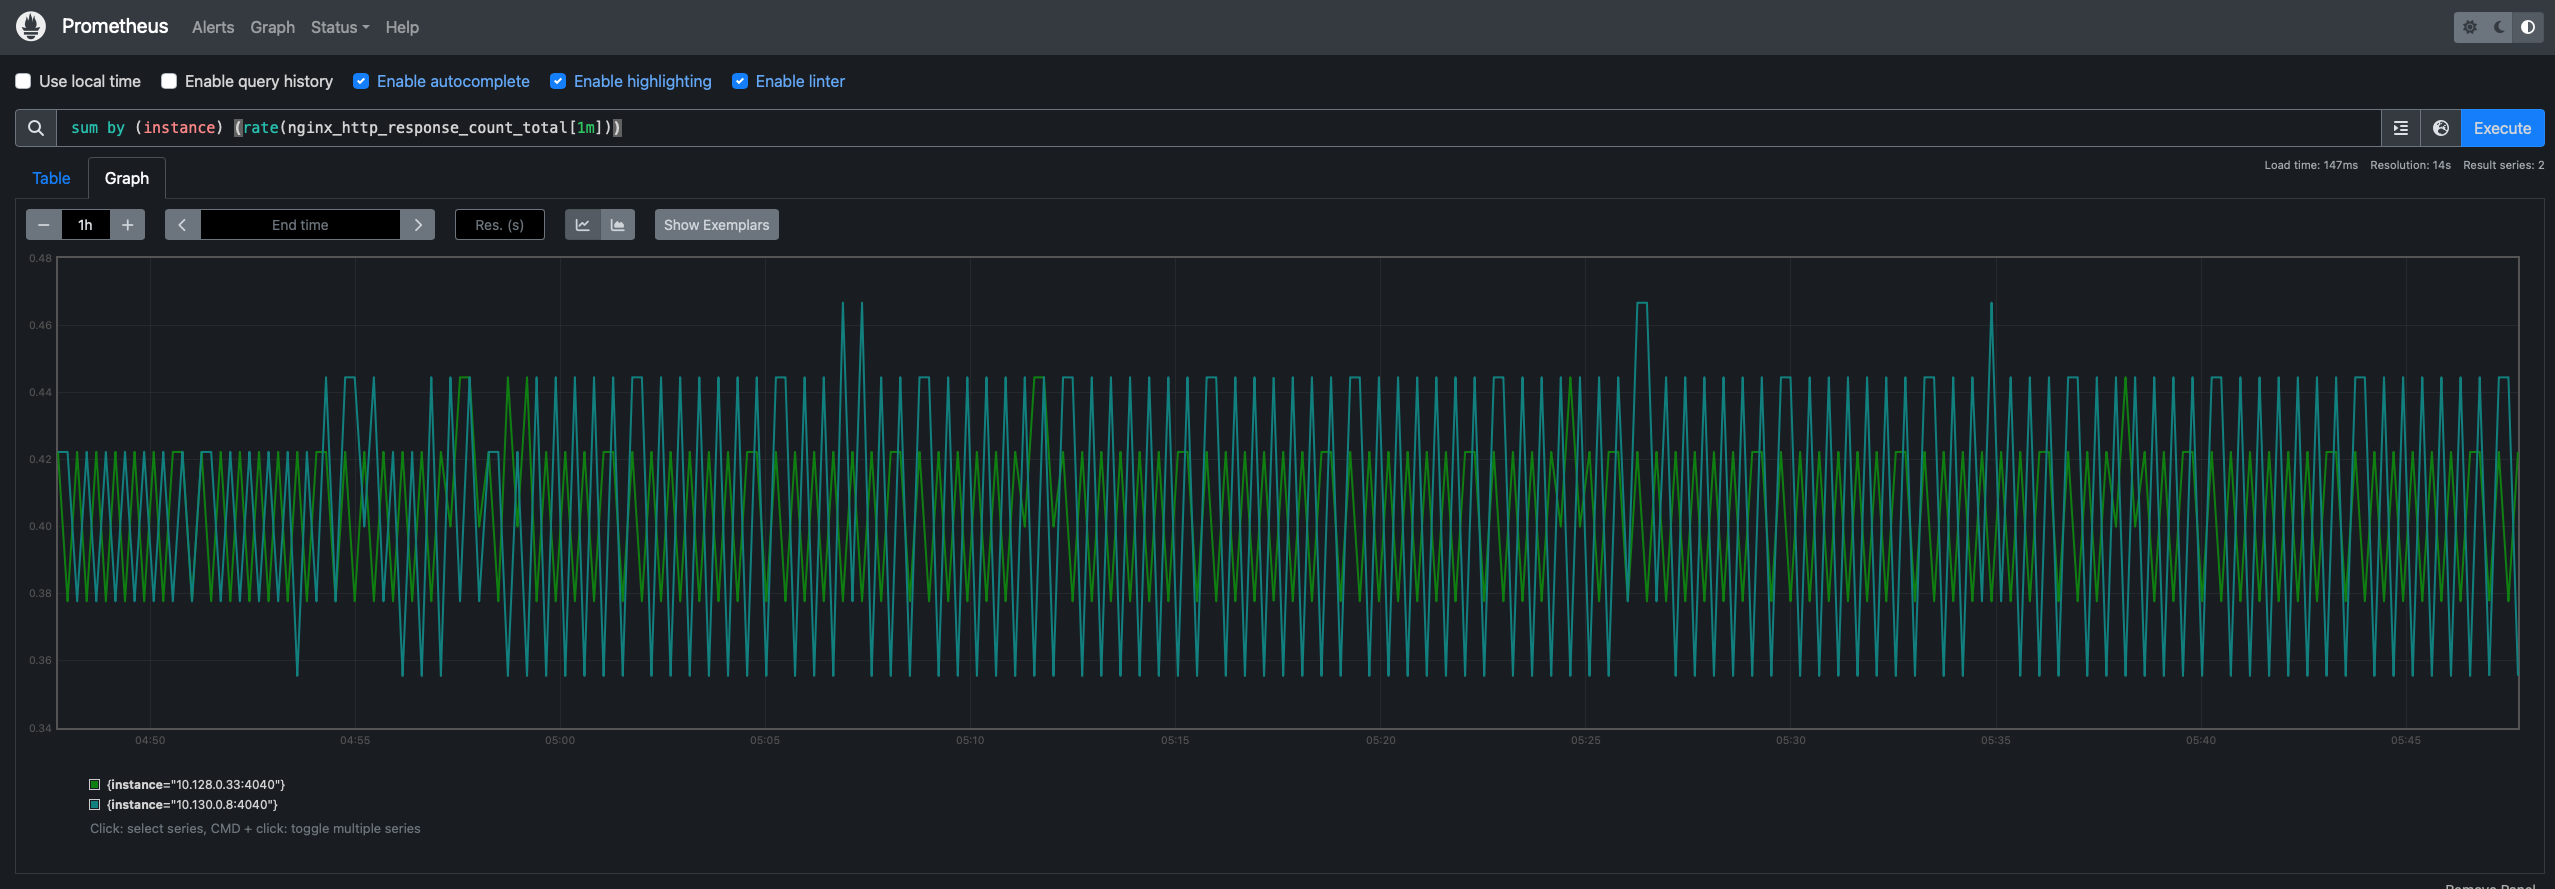 Prometheus Alerts Graph Status Help
Use local time Enable query history Enable autocomplete Enable highlighting Enable linter
sum by (instance) (rate(nginx_http_response_count_total[1m]))
Execute
Load time: 147ms Resolution: 14s Result series: 2
Table Graph
1h End time Res. (s) Show Exemplars
0.48
0.46
0.44
0.42
0.40
0.38
0.36
0.34
04:50 04:55 05:00 05:05 05:10 05:15 05:20 05:25 05:30 05:35 05:40 05:45
{instance="10.128.0.33:4040"}
{instance="10.130.0.8:4040"}
Click: select series, CMD + click: toggle multiple series